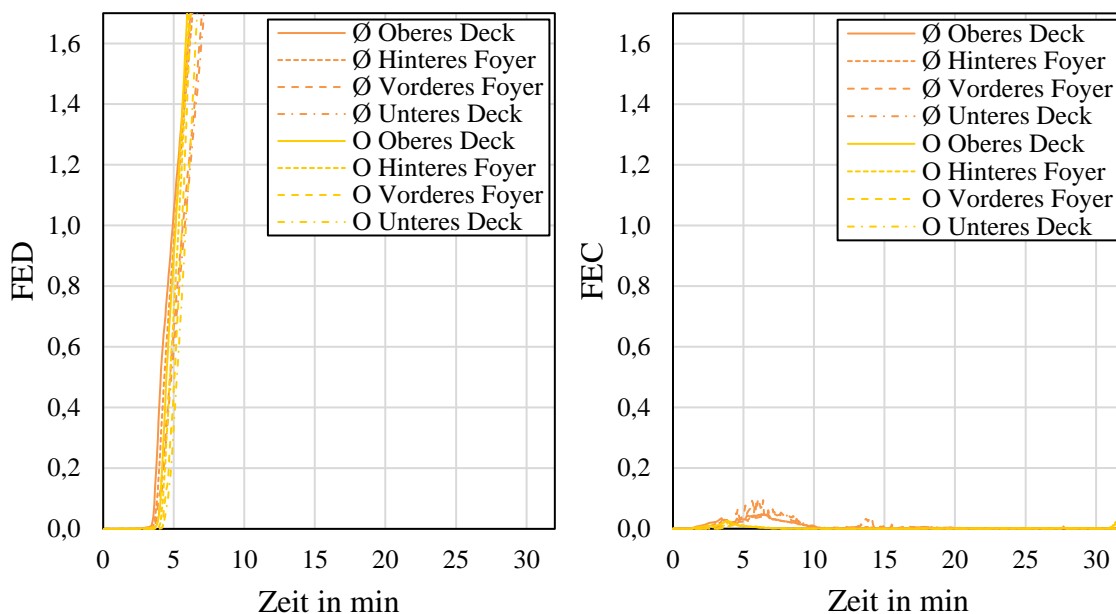 FED
1,6
1,4
1,2
1,0
0,8
0,6
0,4
0,2
0,0
Ø Oberes Deck
Ø Hinteres Foyer
Ø Vorderes Foyer
Ø Unteres Deck
O Oberes Deck
O Hinteres Foyer
O Vorderes Foyer
O Unteres Deck
0 5 10 15 20 25 30
Zeit in min
FEC
1,6
1,4
1,2
1,0
0,8
0,6
0,4
0,2
0,0
Ø Oberes Deck
Ø Hinteres Foyer
Ø Vorderes Foyer
Ø Unteres Deck
O Oberes Deck
O Hinteres Foyer
O Vorderes Foyer
O Unteres Deck
0 5 10 15 20 25 30
Zeit in min